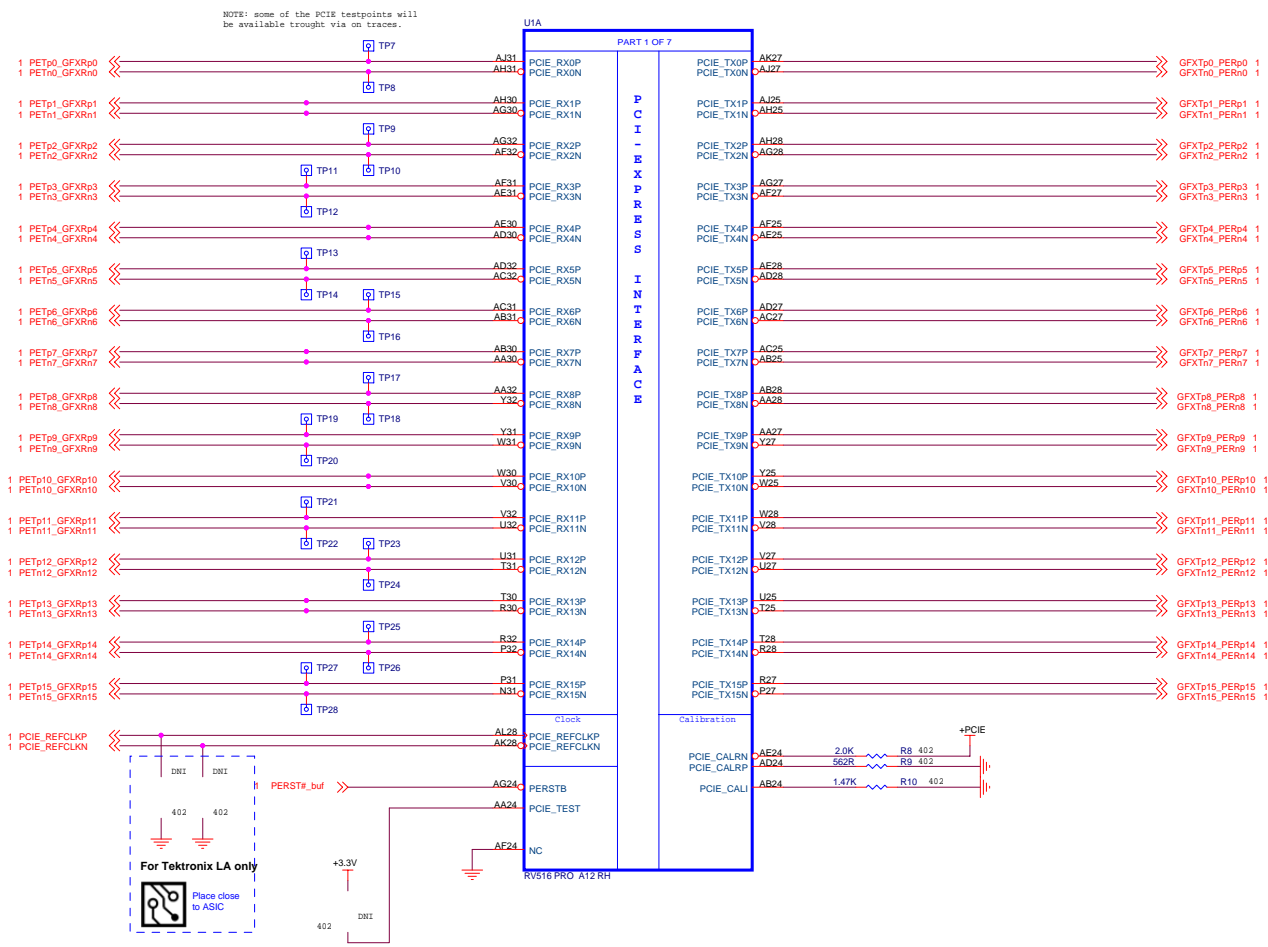 NOTE: some of the PCIE testpoints will
be available trought via on traces.
U1A
PART 1 OF 7
PCI-EXPRESS INTERFACE
1 PETp0_GFXRp0 TP7 AJ31 PCIE_RX0P PCIE_TX0P AK27 GFXTp0_PERp0 1
1 PETn0_GFXRn0 TP8 AH31 PCIE_RX0N PCIE_TX0N AJ27 GFXTn0_PERn0 1
1 PETp1_GFXRp1 AH30 PCIE_RX1P PCIE_TX1P AJ25 GFXTp1_PERp1 1
1 PETn1_GFXRn1 AG30 PCIE_RX1N PCIE_TX1N AH25 GFXTn1_PERn1 1
1 PETp2_GFXRp2 TP9 AG32 PCIE_RX2P PCIE_TX2P AH28 GFXTp2_PERp2 1
1 PETn2_GFXRn2 TP10 AF32 PCIE_RX2N PCIE_TX2N AG28 GFXTn2_PERn2 1
1 PETp3_GFXRp3 TP11 AF31 PCIE_RX3P PCIE_TX3P AG27 GFXTp3_PERp3 1
1 PETn3_GFXRn3 TP12 AE31 PCIE_RX3N PCIE_TX3N AF27 GFXTn3_PERn3 1
1 PETp4_GFXRp4 AE30 PCIE_RX4P PCIE_TX4P AF25 GFXTp4_PERp4 1
1 PETn4_GFXRn4 AD30 PCIE_RX4N PCIE_TX4N AE25 GFXTn4_PERn4 1
1 PETp5_GFXRp5 TP13 AD32 PCIE_RX5P PCIE_TX5P AE28 GFXTp5_PERp5 1
1 PETn5_GFXRn5 TP14 AC32 PCIE_RX5N PCIE_TX5N AD28 GFXTn5_PERn5 1
1 PETp6_GFXRp6 TP15 AC31 PCIE_RX6P PCIE_TX6P AD27 GFXTp6_PERp6 1
1 PETn6_GFXRn6 TP16 AB31 PCIE_RX6N PCIE_TX6N AC27 GFXTn6_PERn6 1
1 PETp7_GFXRp7 AB30 PCIE_RX7P PCIE_TX7P AC25 GFXTp7_PERp7 1
1 PETn7_GFXRn7 AA30 PCIE_RX7N PCIE_TX7N AB25 GFXTn7_PERn7 1
1 PETp8_GFXRp8 TP17 AA32 PCIE_RX8P PCIE_TX8P AB28 GFXTp8_PERp8 1
1 PETn8_GFXRn8 TP18 Y32 PCIE_RX8N PCIE_TX8N AA28 GFXTn8_PERn8 1
1 PETp9_GFXRp9 TP19 Y31 PCIE_RX9P PCIE_TX9P AA27 GFXTp9_PERp9 1
1 PETn9_GFXRn9 TP20 W31 PCIE_RX9N PCIE_TX9N Y27 GFXTn9_PERn9 1
1 PETp10_GFXRp10 W30 PCIE_RX10P PCIE_TX10P Y25 GFXTp10_PERp10 1
1 PETn10_GFXRn10 V30 PCIE_RX10N PCIE_TX10N W25 GFXTn10_PERn10 1
1 PETp11_GFXRp11 TP21 V32 PCIE_RX11P PCIE_TX11P W28 GFXTp11_PERp11 1
1 PETn11_GFXRn11 TP22 U32 PCIE_RX11N PCIE_TX11N V28 GFXTn11_PERn11 1
1 PETp12_GFXRp12 TP23 U31 PCIE_RX12P PCIE_TX12P V27 GFXTp12_PERp12 1
1 PETn12_GFXRn12 TP24 T31 PCIE_RX12N PCIE_TX12N U27 GFXTn12_PERn12 1
1 PETp13_GFXRp13 T30 PCIE_RX13P PCIE_TX13P U25 GFXTp13_PERp13 1
1 PETn13_GFXRn13 R30 PCIE_RX13N PCIE_TX13N T25 GFXTn13_PERn13 1
1 PETp14_GFXRp14 TP25 R32 PCIE_RX14P PCIE_TX14P T28 GFXTp14_PERp14 1
1 PETn14_GFXRn14 TP26 P32 PCIE_RX14N PCIE_TX14N R28 GFXTn14_PERn14 1
1 PETp15_GFXRp15 TP27 P31 PCIE_RX15P PCIE_TX15P R27 GFXTp15_PERp15 1
1 PETn15_GFXRn15 TP28 N31 PCIE_RX15N PCIE_TX15N P27 GFXTn15_PERn15 1
Clock Calibration
1 PCIE_REFCLKP AL28 PCIE_REFCLKP +PCIE
1 PCIE_REFCLKN AK28 PCIE_REFCLKN
PCIE_CALRN AE24 2.0K R8 402
PCIE_CALRP AD24 562R R9 402
DNI DNI
1 PERST#_buf AG24 PERSTB PCIE_CALI AB24 1.47K R10 402
AA24 PCIE_TEST
402 402
AF24 NC
For Tektronix LA only
+3.3V
RV516 PRO A12 RH
Place close
to ASIC
DNI
402